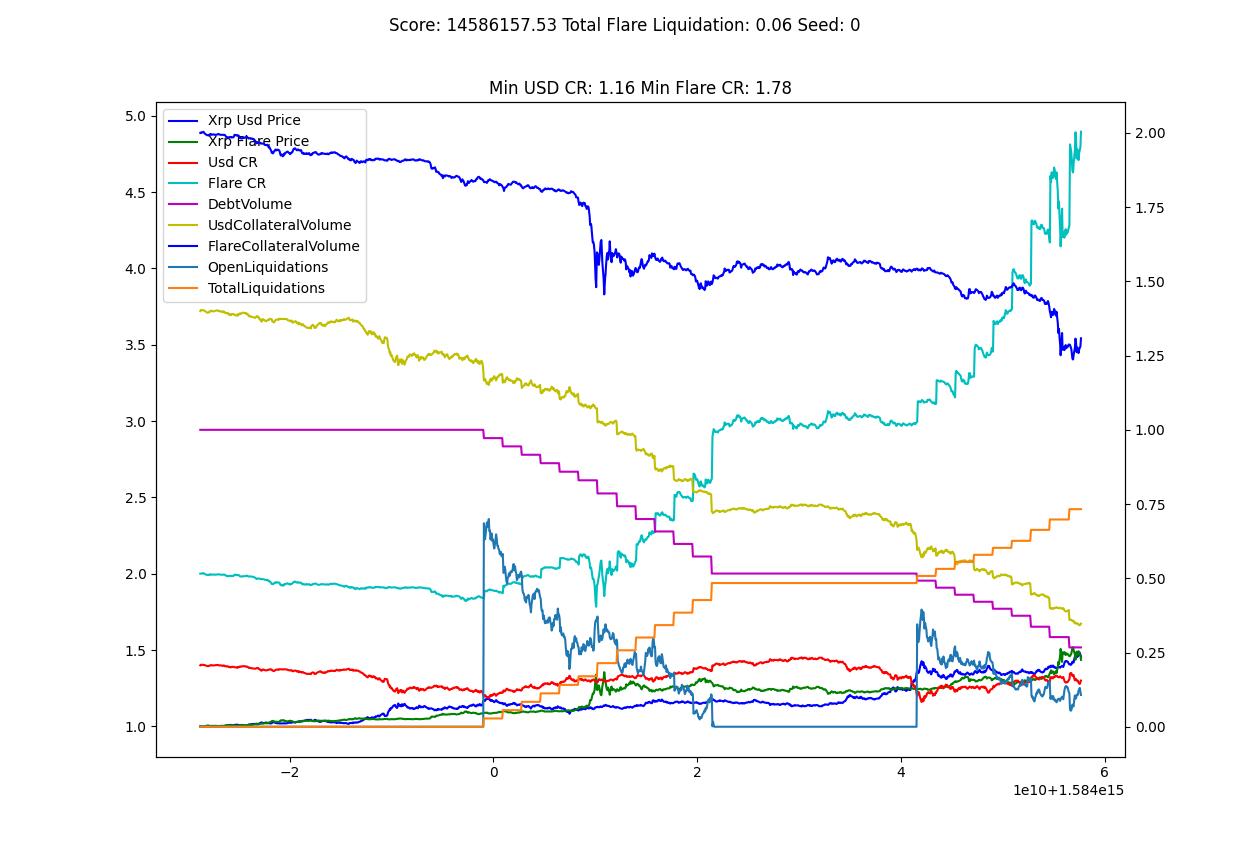 Score: 14586157.53 Total Flare Liquidation: 0.06 Seed: 0
Min USD CR: 1.16 Min Flare CR: 1.78
Xrp Usd Price
Xrp Flare Price
Usd CR
Flare CR
DebtVolume
UsdCollateralVolume
FlareCollateralVolume
OpenLiquidations
TotalLiquidations
5.0
4.5
4.0
3.5
3.0
2.5
2.0
1.5
1.0
2.00
1.75
1.50
1.25
1.00
0.75
0.50
0.25
0.00
−2
0
2
4
6
1e10+1.584e15